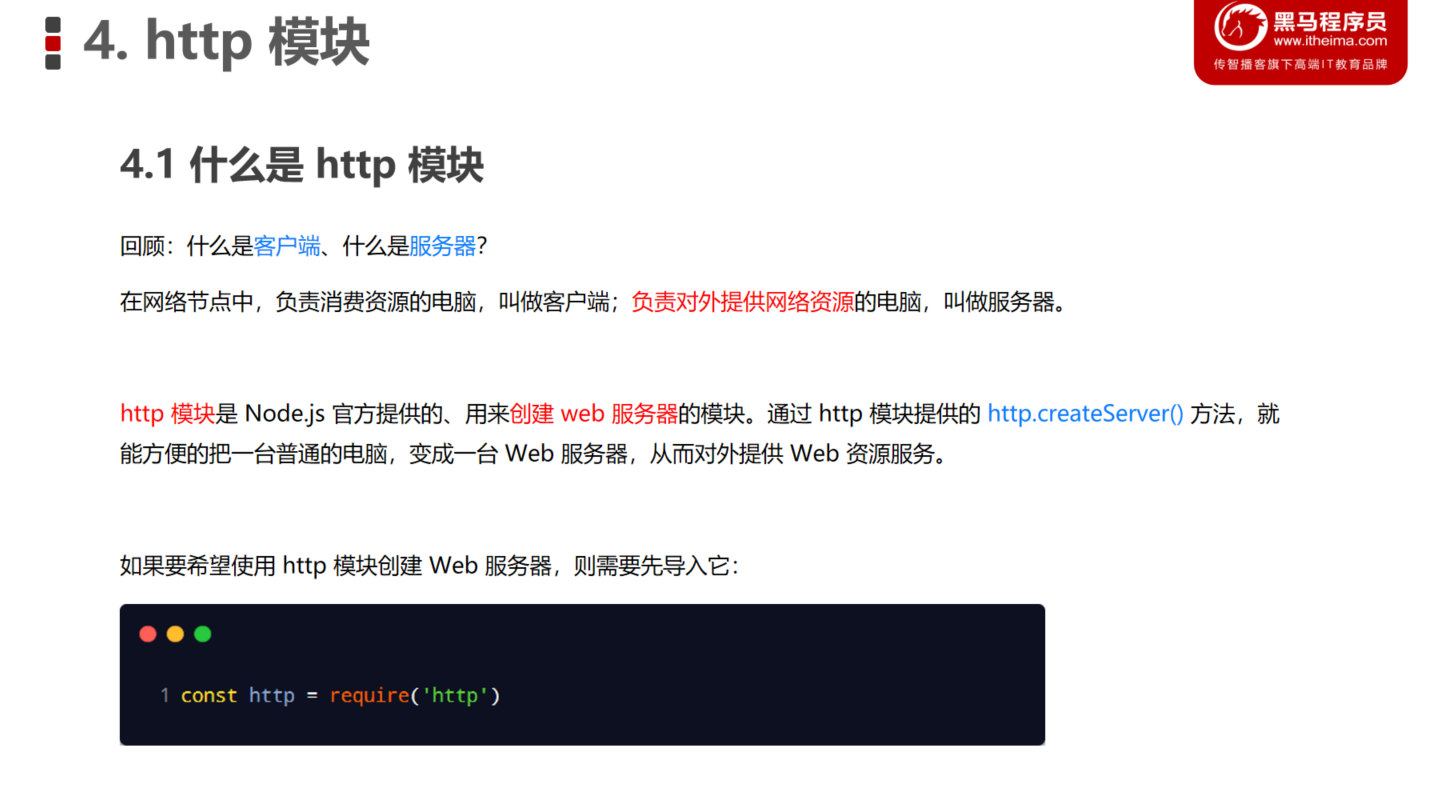 4. http 模块
黑马程序员
www.itheima.com
传智播客旗下高端IT教育品牌
4.1 什么是 http 模块
回顾：什么是客户端、什么是服务器？
在网络节点中，负责消费资源的电脑，叫做客户端；负责对外提供网络资源的电脑，叫做服务器。
http 模块是 Node.js 官方提供的、用来创建 web 服务器的模块。通过 http 模块提供的 http.createServer() 方法，就
能方便的把一台普通的电脑，变成一台 Web 服务器，从而对外提供 Web 资源服务。
如果要希望使用 http 模块创建 Web 服务器，则需要先导入它：
1 const http = require('http')